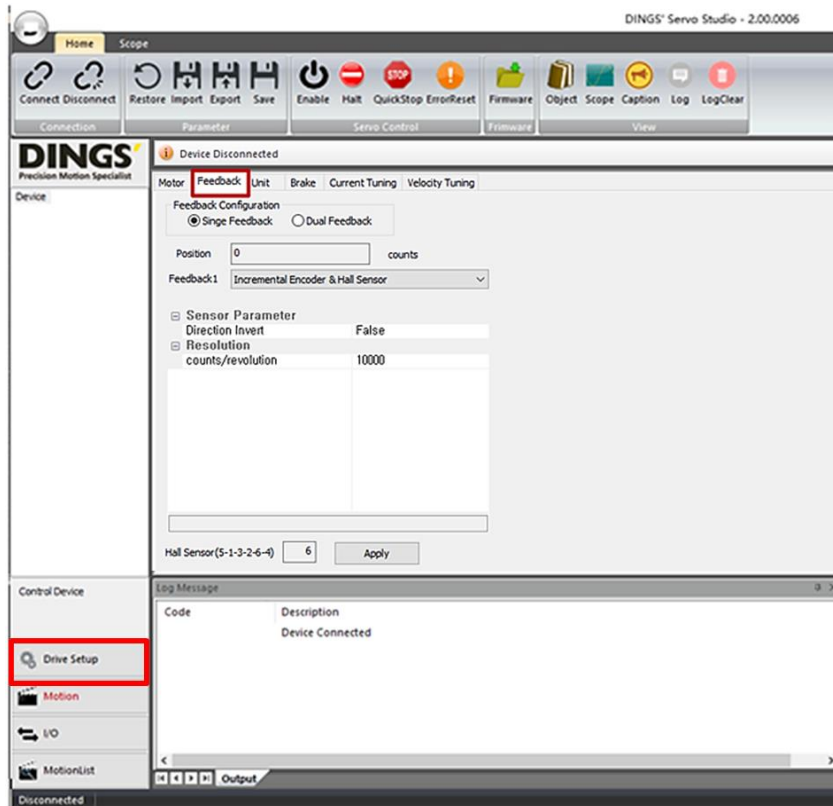 DINGS' Servo Studio - 2.00.0006
Home Scope
Connect Disconnect Restore Import Export Save Enable Halt QuickStop ErrorReset Firmware Object Scope Caption Log LogClear
STOP
Connection Parameter Servo Control Frimware View
DINGS'
Precision Motion Specialist
Device
Device Disconnected
Motor Feedback Unit Brake Current Tuning Velocity Tuning
Feedback Configuration
Singe Feedback Dual Feedback
Position 0 counts
Feedback1 Incremental Encoder & Hall Sensor
Sensor Parameter
Direction Invert False
Resolution
counts/revolution 10000
Hall Sensor(5-1-3-2-6-4) 6 Apply
Control Device
Drive Setup
Motion
I/O
MotionList
Log Message
Code Description
Device Connected
Output
Disconnected